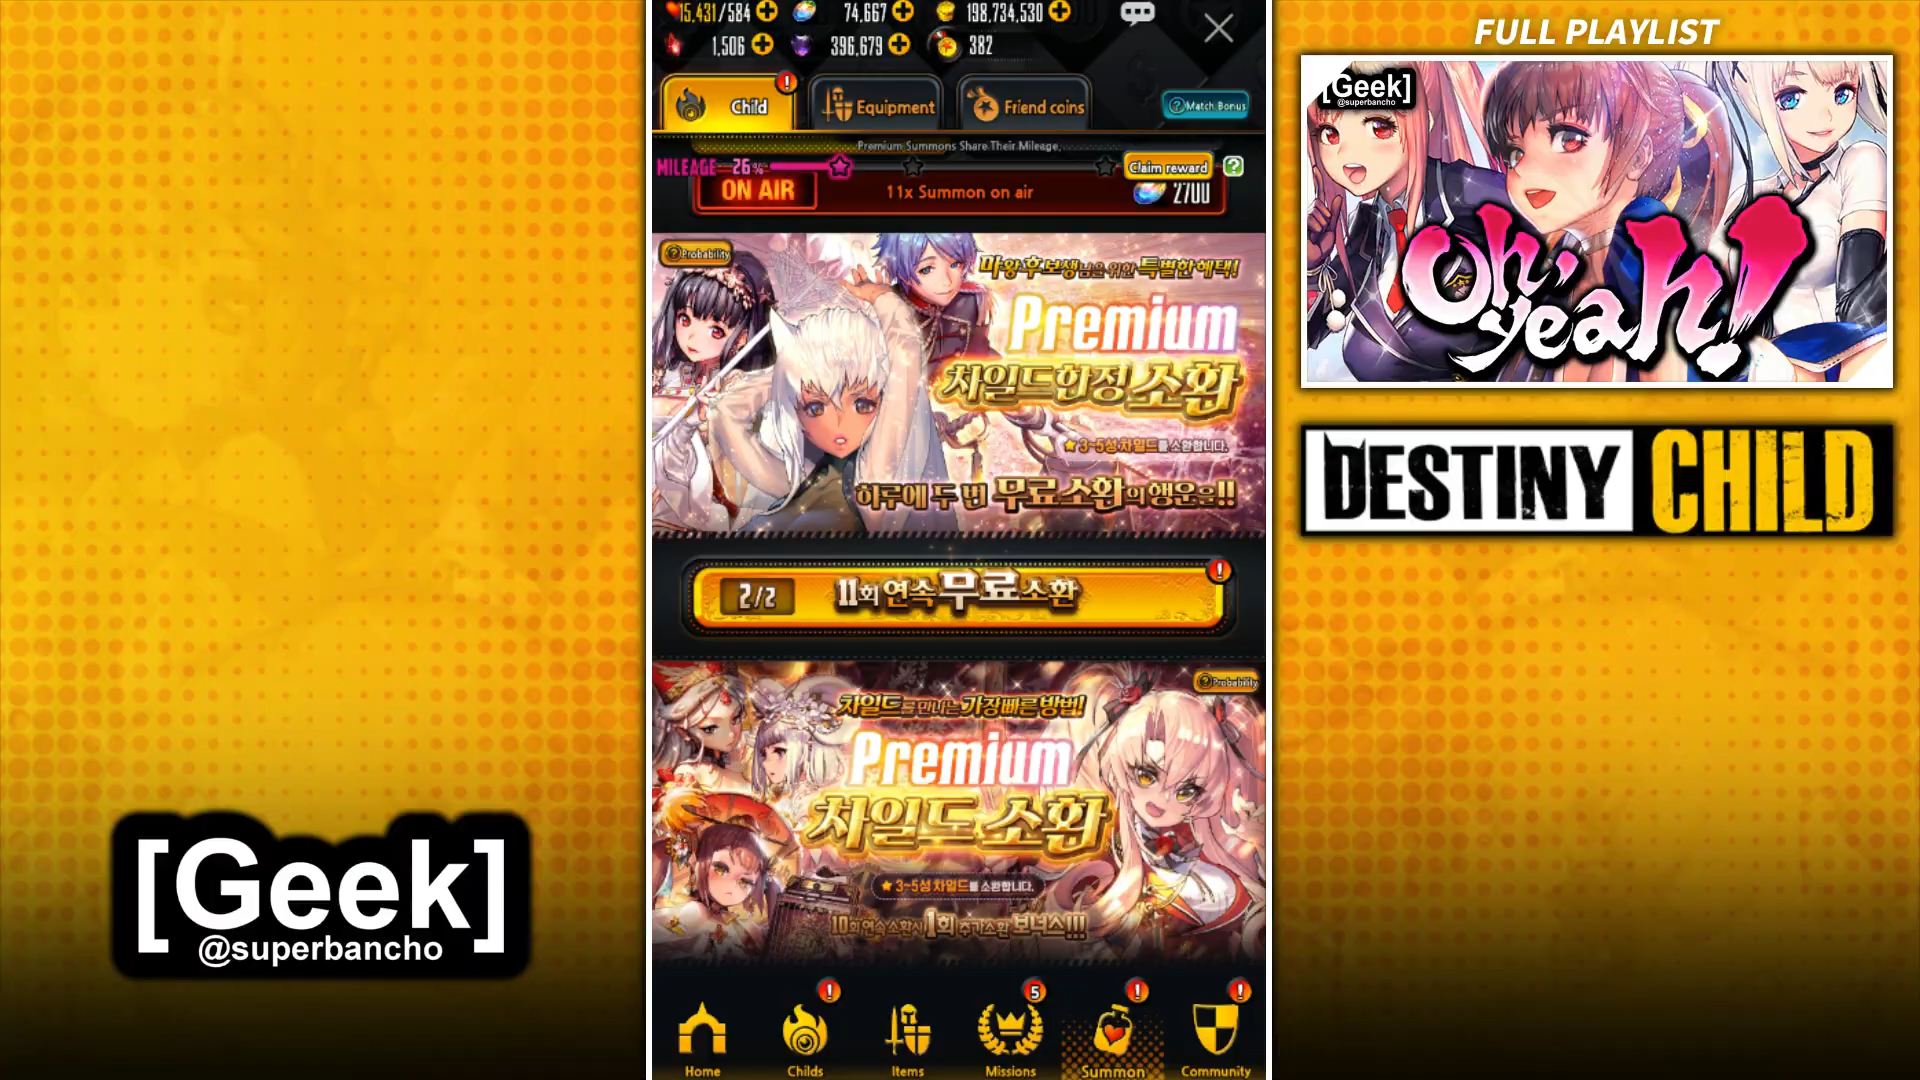 15,431/584
74,667
198,734,530
1,506
396,679
382
Child
Equipment
Friend coins
?Match Bonus
Premium Summons Share Their Mileage.
MILEAGE 26%
Claim reward
?
ON AIR
11x Summon on air
2700
?Probability
마왕후보생님을 위한 특별한 혜택!
Premium
차일드한정 소환
★ 3~5성 차일드를 소환합니다.
하루에 두 번 무료 소환의 행운을!!
2/2
11회 연속 무료 소환
!
?Probability
차일드를 만나는 가장 빠른 방법!
Premium
차일드 소환
★ 3~5성 차일드를 소환합니다.
10회 연속 소환시 1회 추가소환 보너스!!!
!
5
!
!
Home
Childs
Items
Missions
Summon
Community
[Geek]
@superbancho
FULL PLAYLIST
[Geek]
@superbancho
Oh, yeah!
DESTINY CHILD